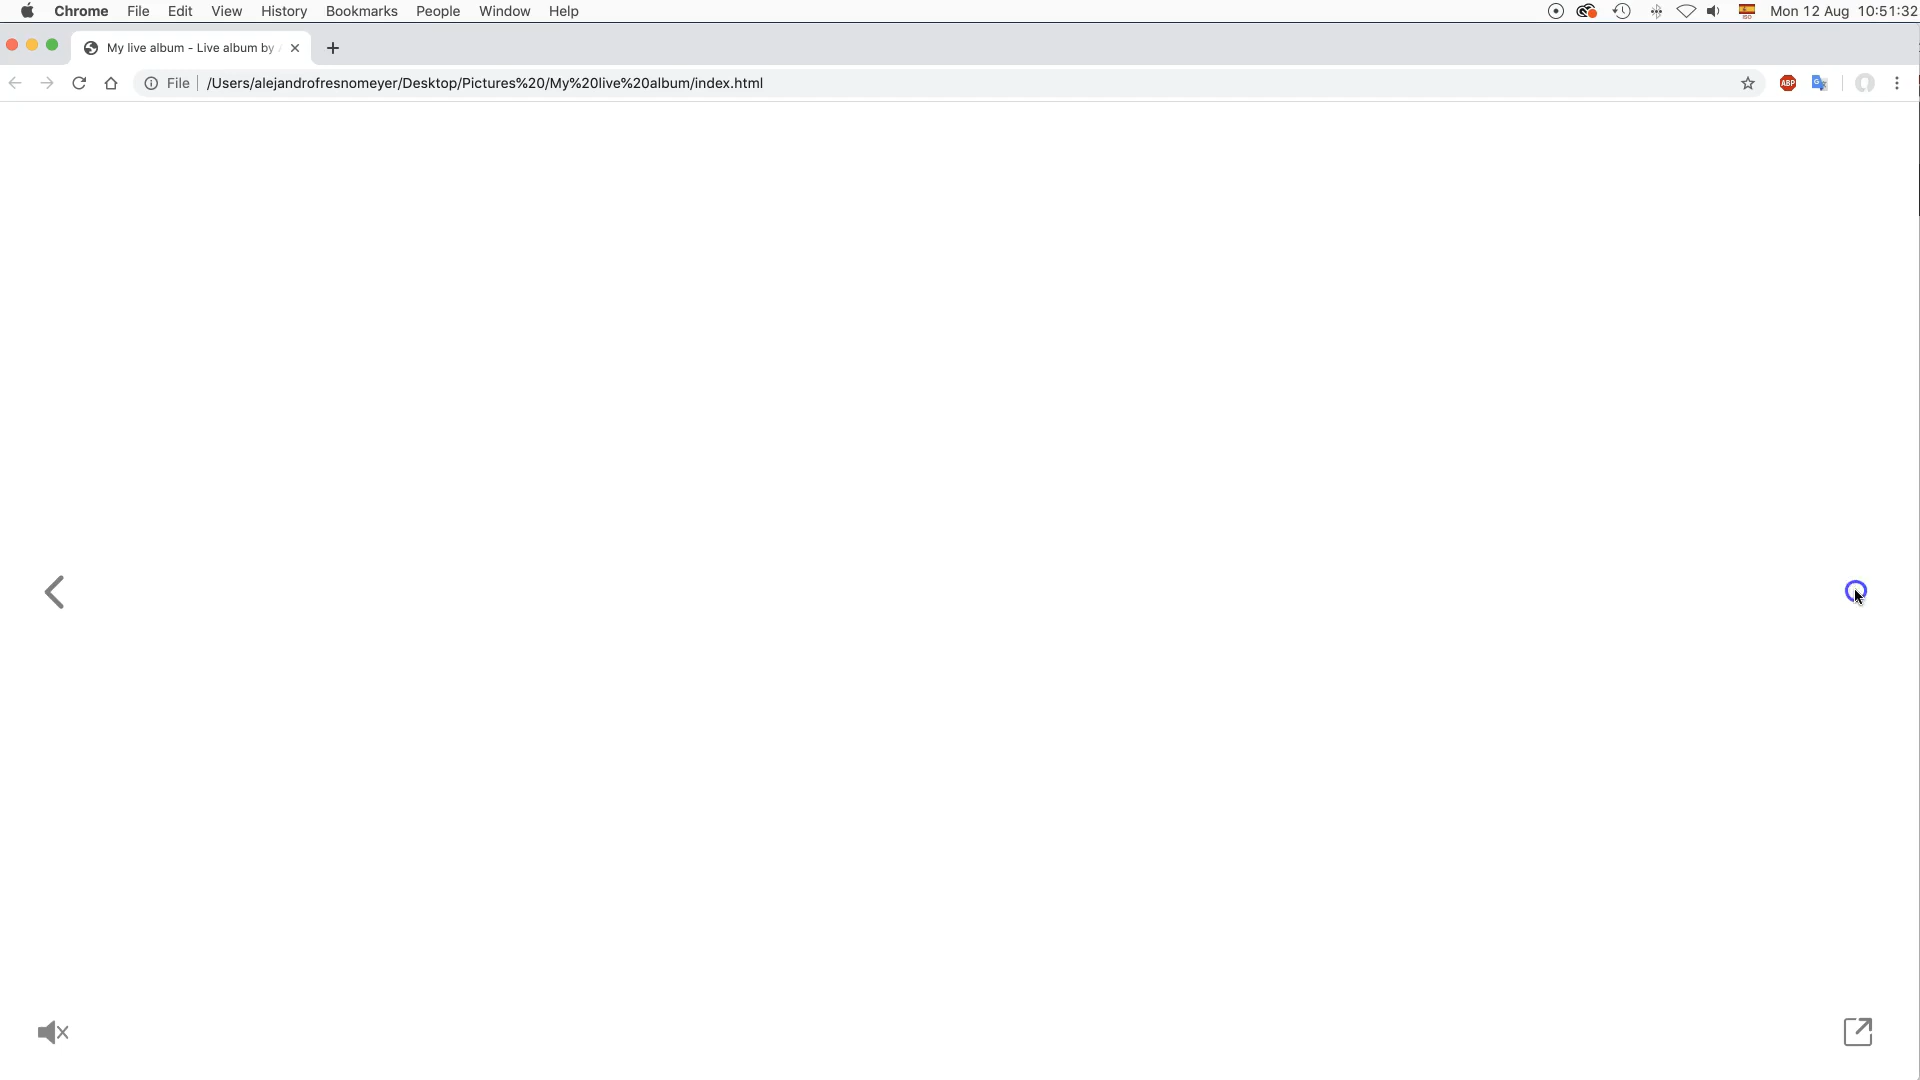 Chrome File Edit View History Bookmarks People Window Help Mon 12 Aug 10:51:32
My live album - Live album by
File /Users/alejandrofresnomeyer/Desktop/Pictures%20/My%20live%20album/index.html ABP